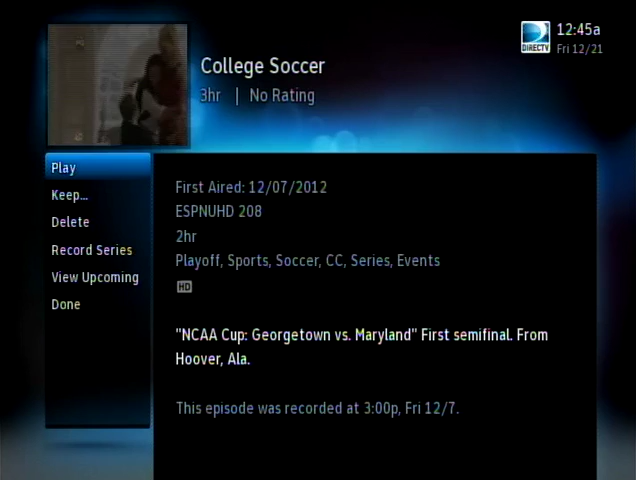 DIRECTV
12:45a
Fri 12/21
College Soccer
3hr | No Rating
Play
Keep...
Delete
Record Series
View Upcoming
Done
First Aired: 12/07/2012
ESPNUHD 208
2hr
Playoff, Sports, Soccer, CC, Series, Events
HD
"NCAA Cup: Georgetown vs. Maryland" First semifinal. From
Hoover, Ala.
This episode was recorded at 3:00p, Fri 12/7.